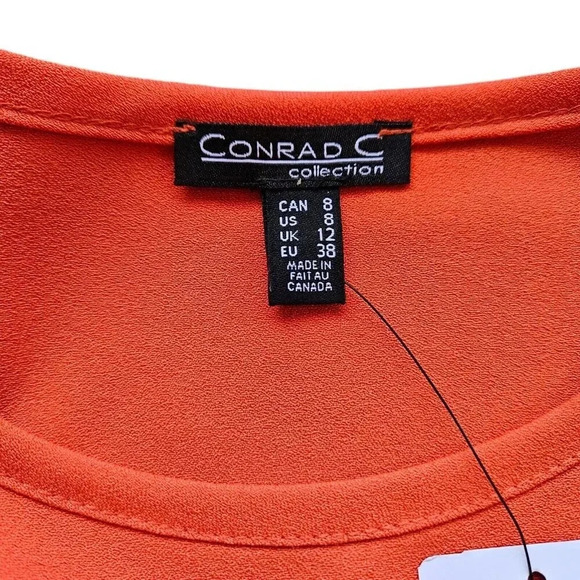 CONRAD C
collection
CAN 8
US 8
UK 12
EU 38
MADE IN
FAIT AU
CANADA